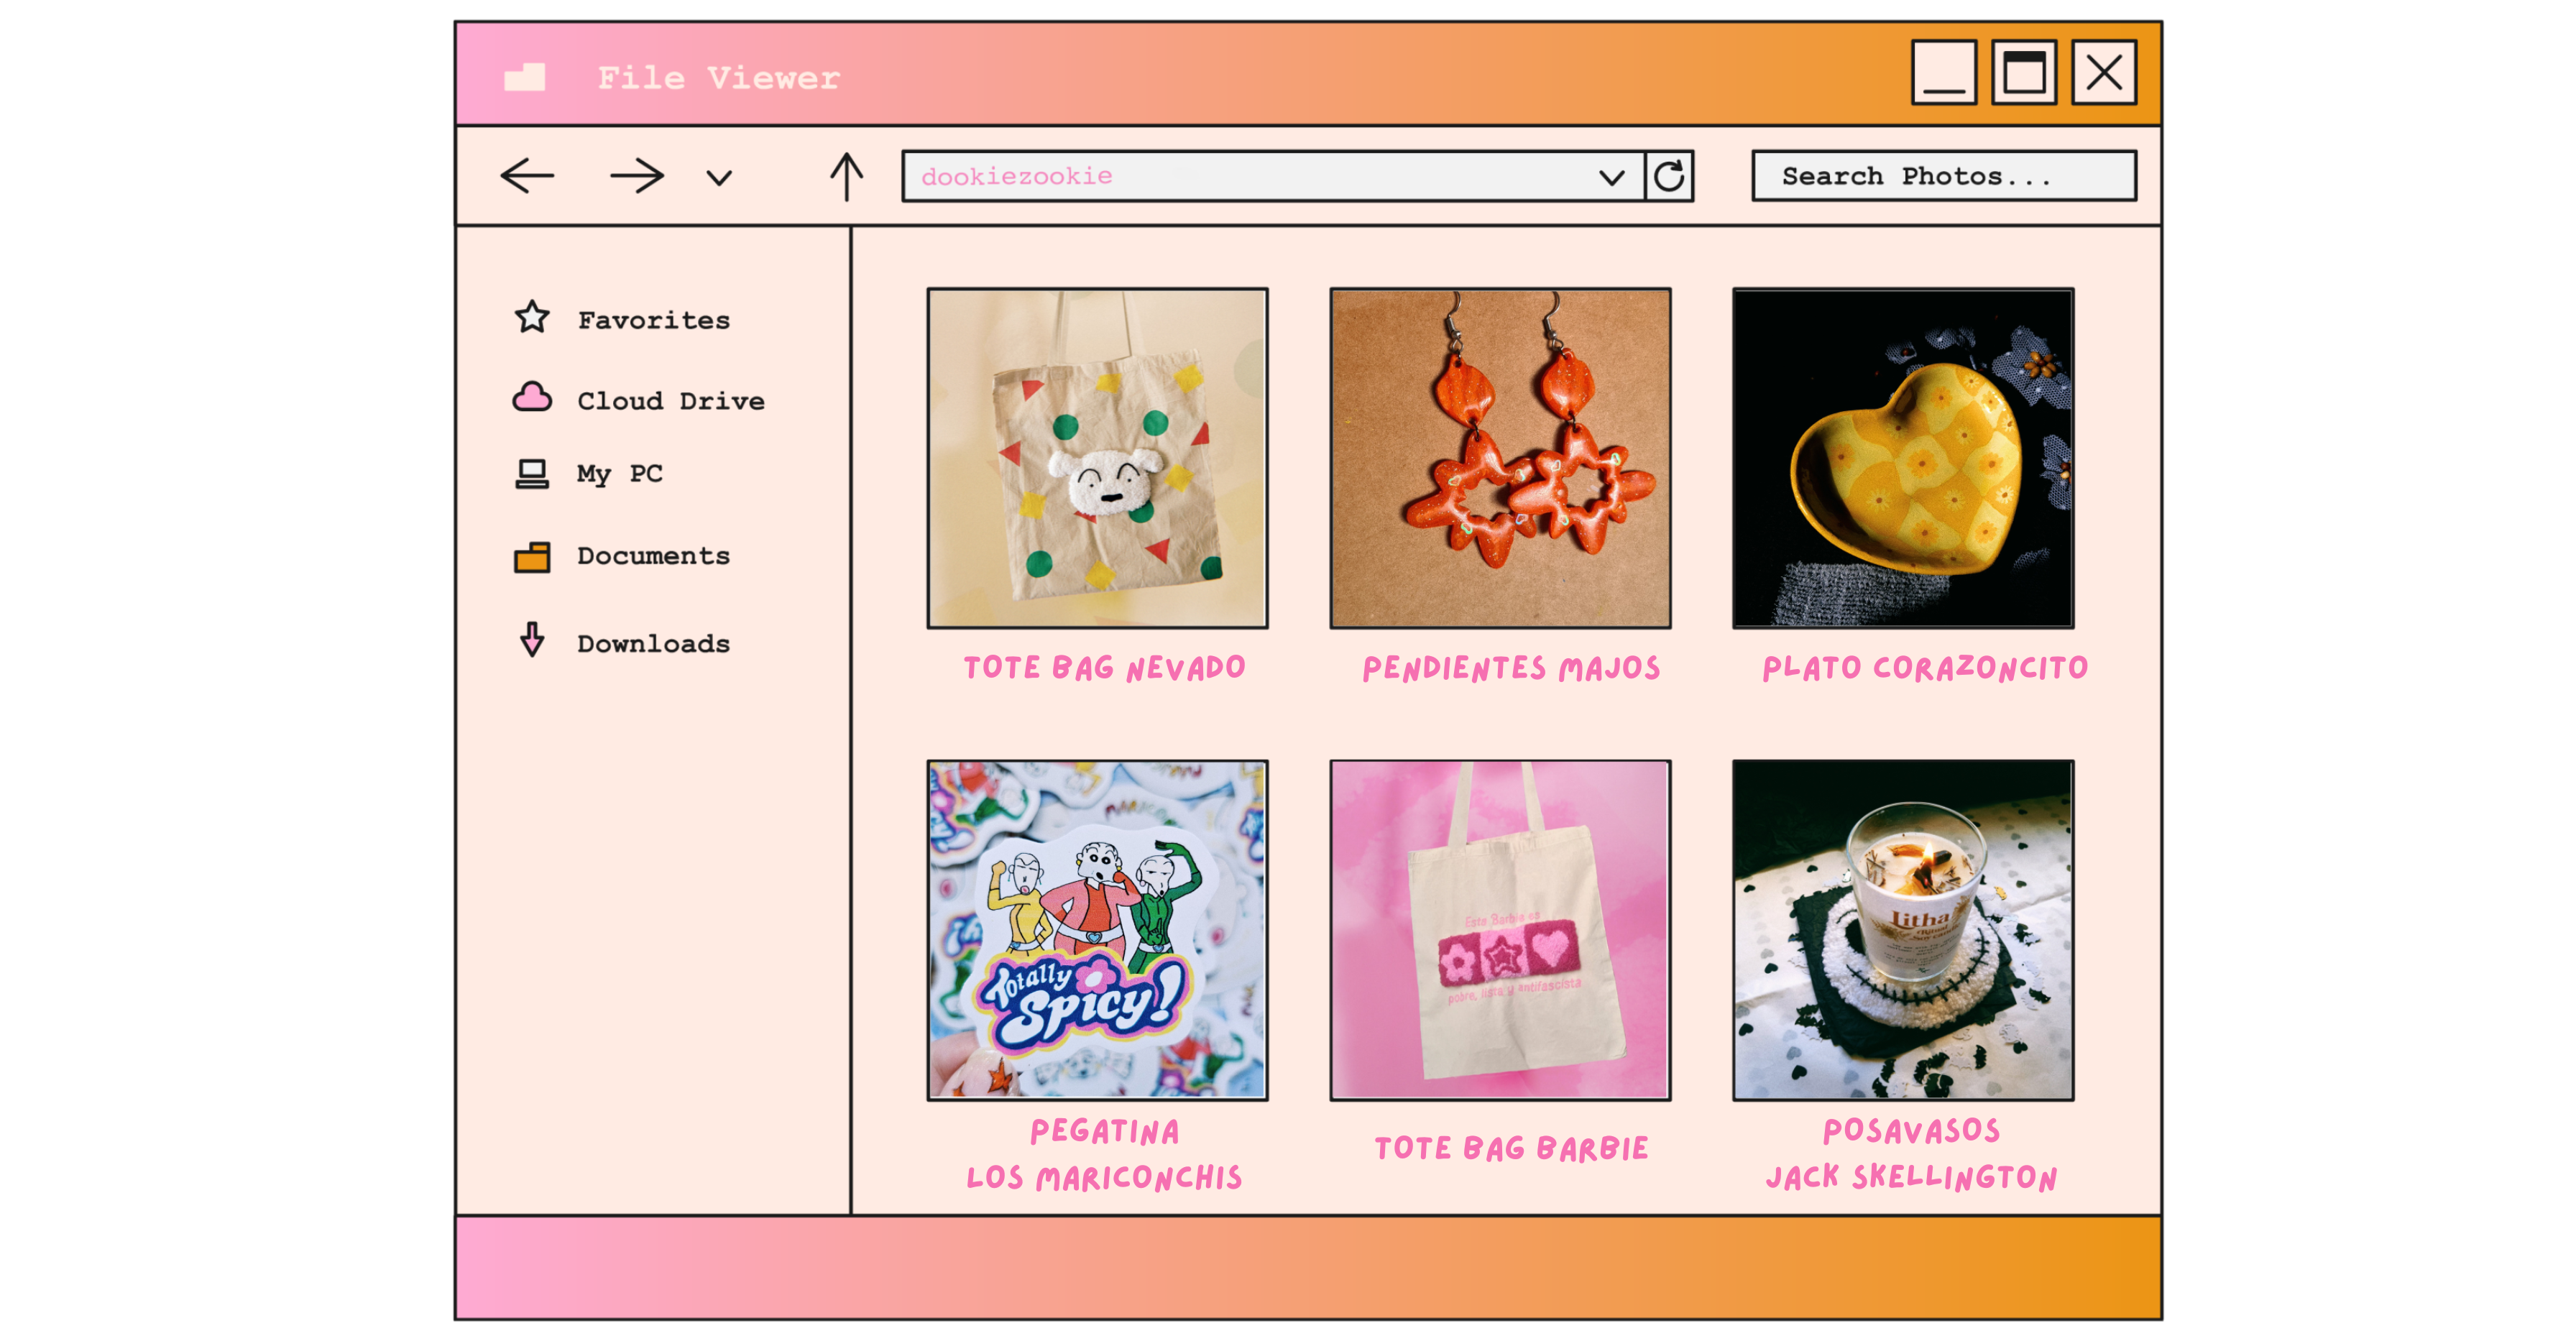 File Viewer
dookiezookie
Search Photos...
Favorites
Cloud Drive
My PC
Documents
Downloads
TOTE BAG NEVADO
PENDIENTES MAJOS
PLATO CORAZONCITO
Totally
Spicy!
Esta Barbie es
pobre, lista y antifascista
Litha
PEGATINA
LOS MARICONCHIS
TOTE BAG BARBIE
POSAVASOS
JACK SKELLINGTON